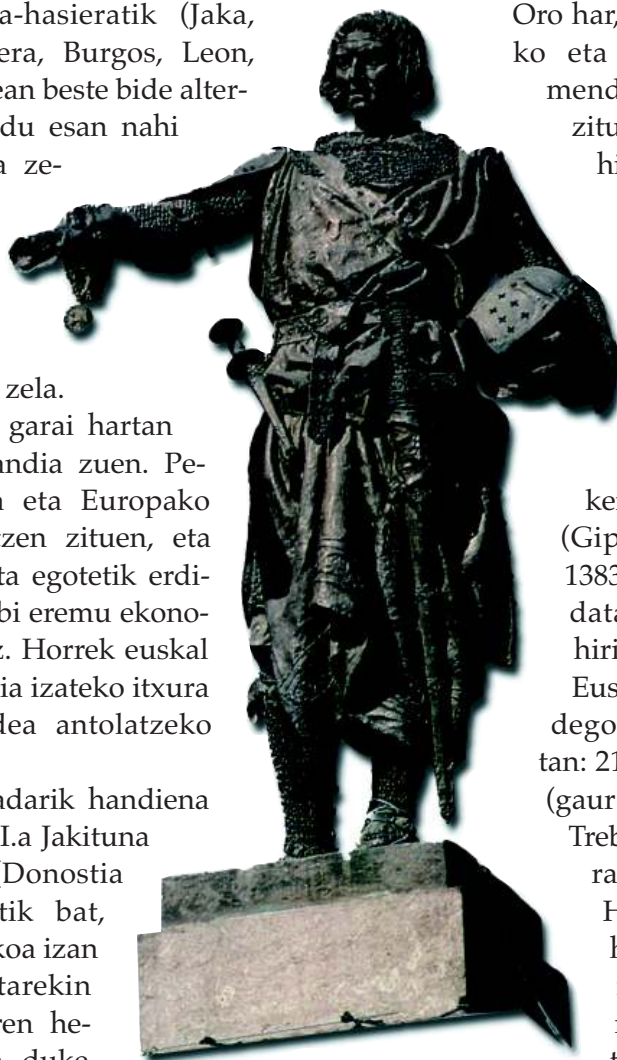 a-hasieratik (Jaka,
era, Burgos, Leon,
ean beste bide alter-
du esan nahi
a ze-
zela.
garai hartan
andia zuen. Pe-
eta Europako
tzen zituen, eta
ta egotetik erdi-
bi eremu ekono-
z. Horrek euskal
ia izateko itxura
dea antolatzeko
adarik handiena
I.a Jakituna
(Donostia
tik bat,
koa izan
tarekin
ren he-
duke
Oro har,
ko eta
mend
zitu
hi
ker
(Gip
1383
data
hiri
Eus
dego
tan: 21
(gaur
Treb
ra
H
h